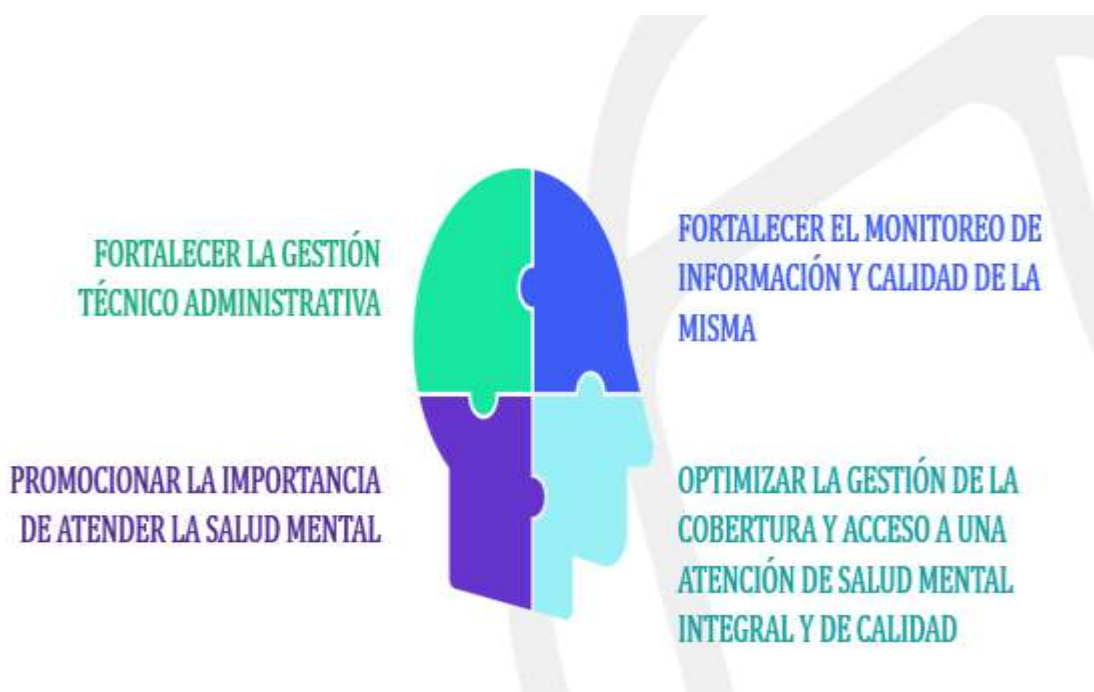 FORTALECER LA GESTIÓN
TÉCNICO ADMINISTRATIVA
FORTALECER EL MONITOREO DE
INFORMACIÓN Y CALIDAD DE LA
MISMA
PROMOCIONAR LA IMPORTANCIA
DE ATENDER LA SALUD MENTAL
OPTIMIZAR LA GESTIÓN DE LA
COBERTURA Y ACCESO A UNA
ATENCIÓN DE SALUD MENTAL
INTEGRAL Y DE CALIDAD